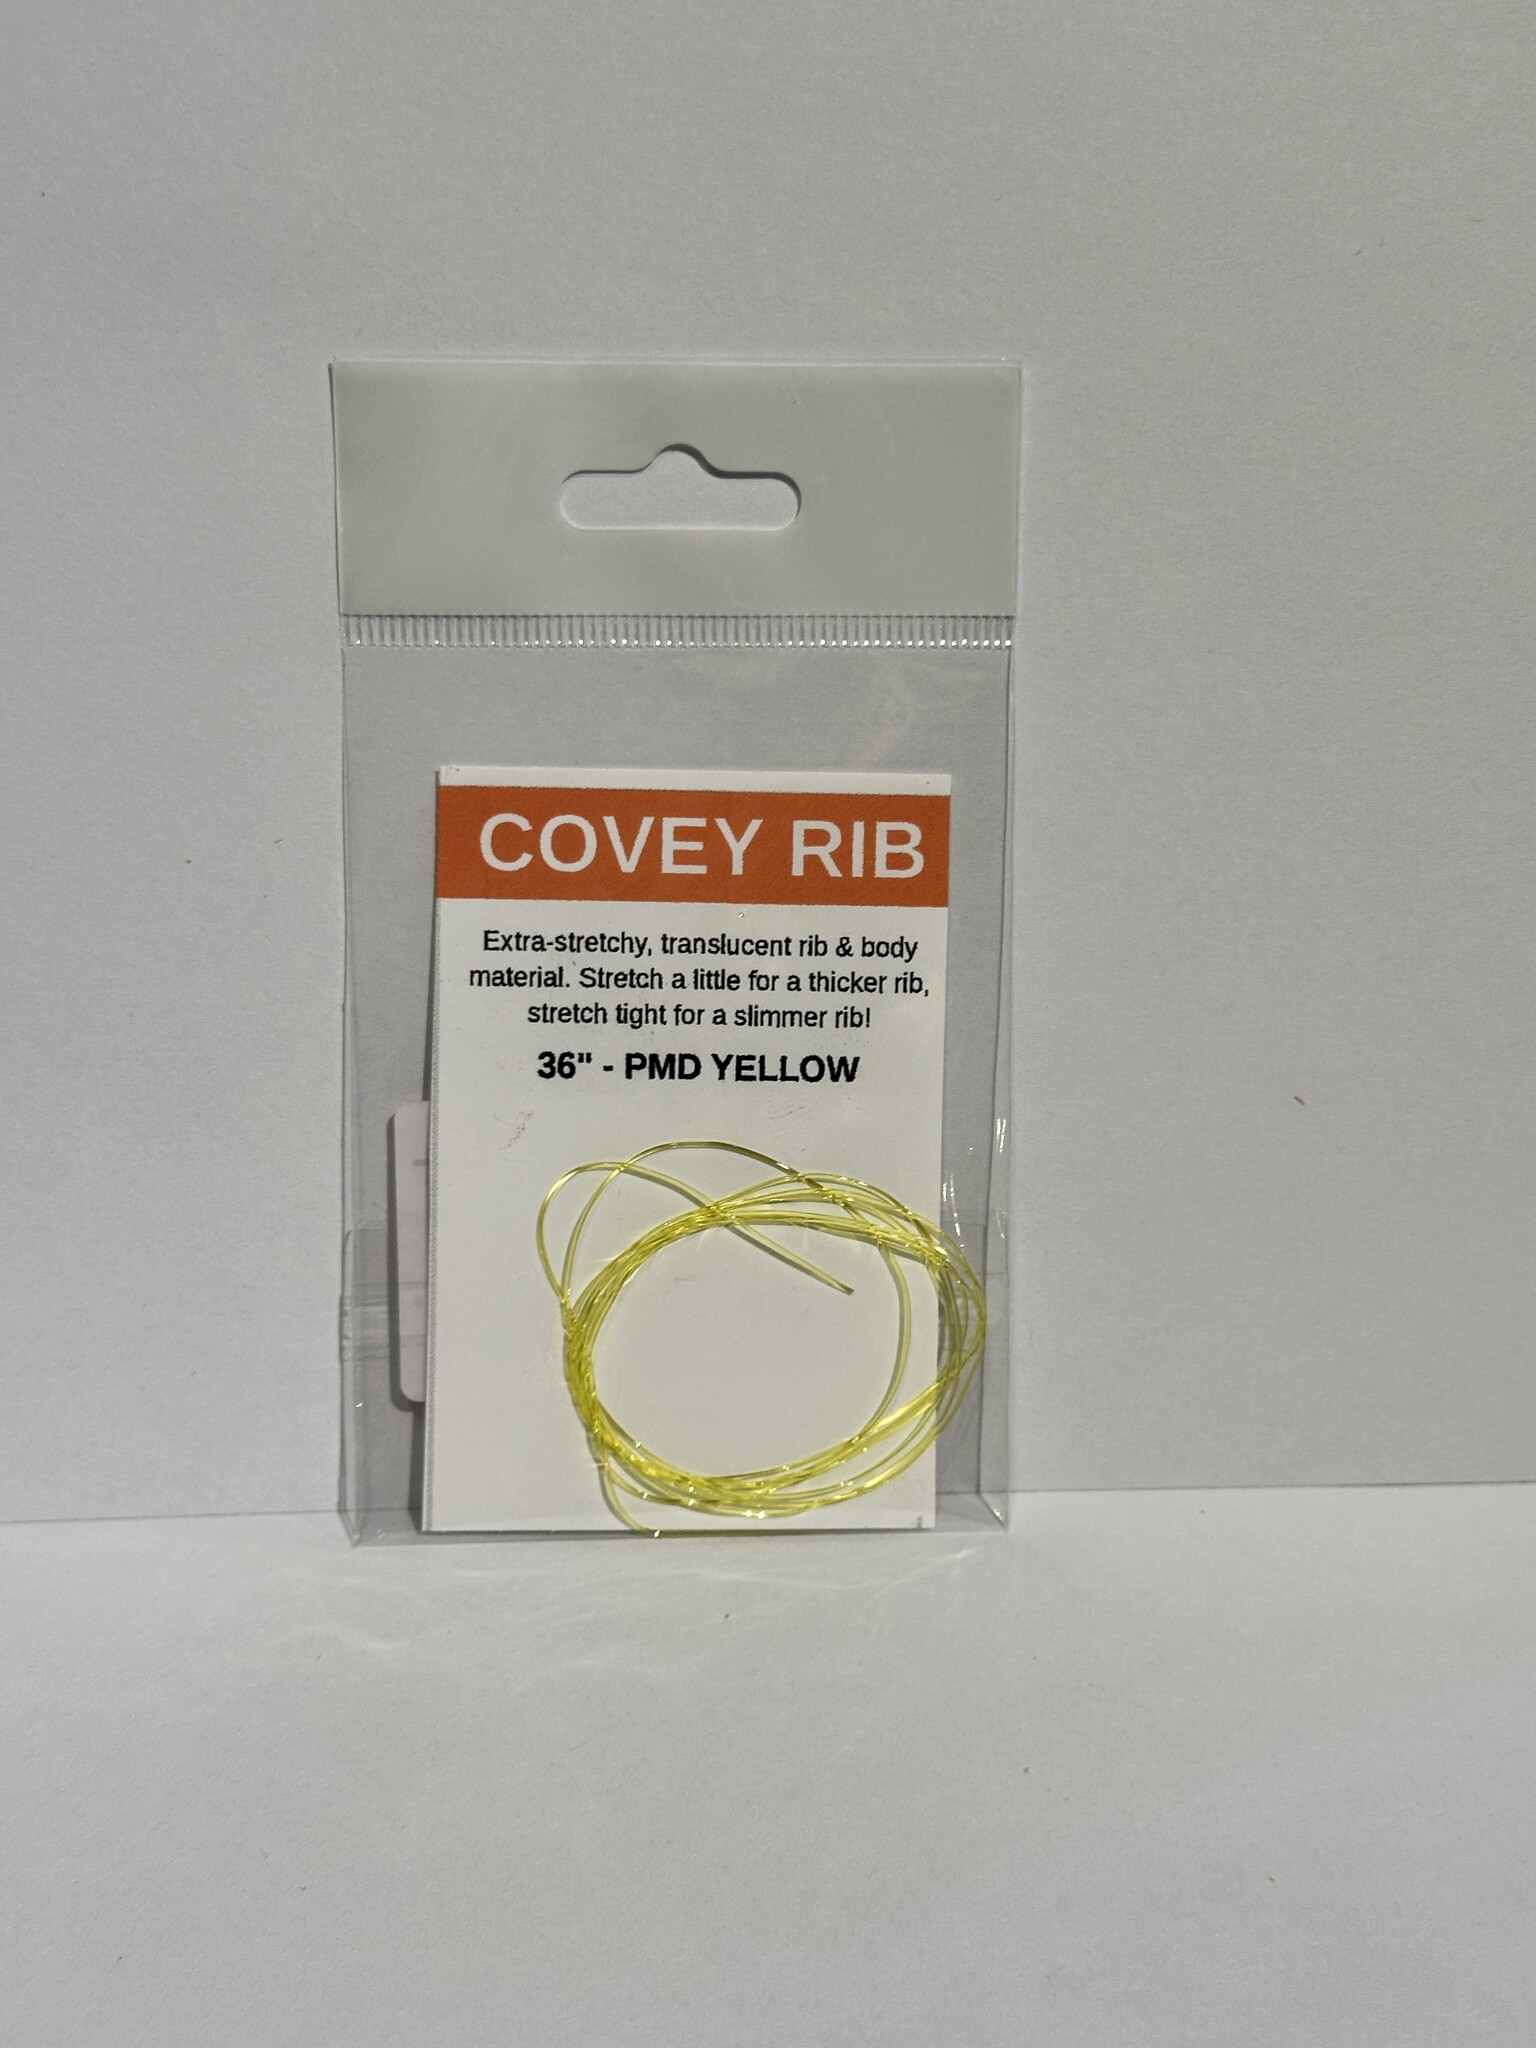 COVEY RIB
Extra-stretchy, translucent rib & body
material. Stretch a little for a thicker rib,
stretch tight for a slimmer rib!
36" - PMD YELLOW